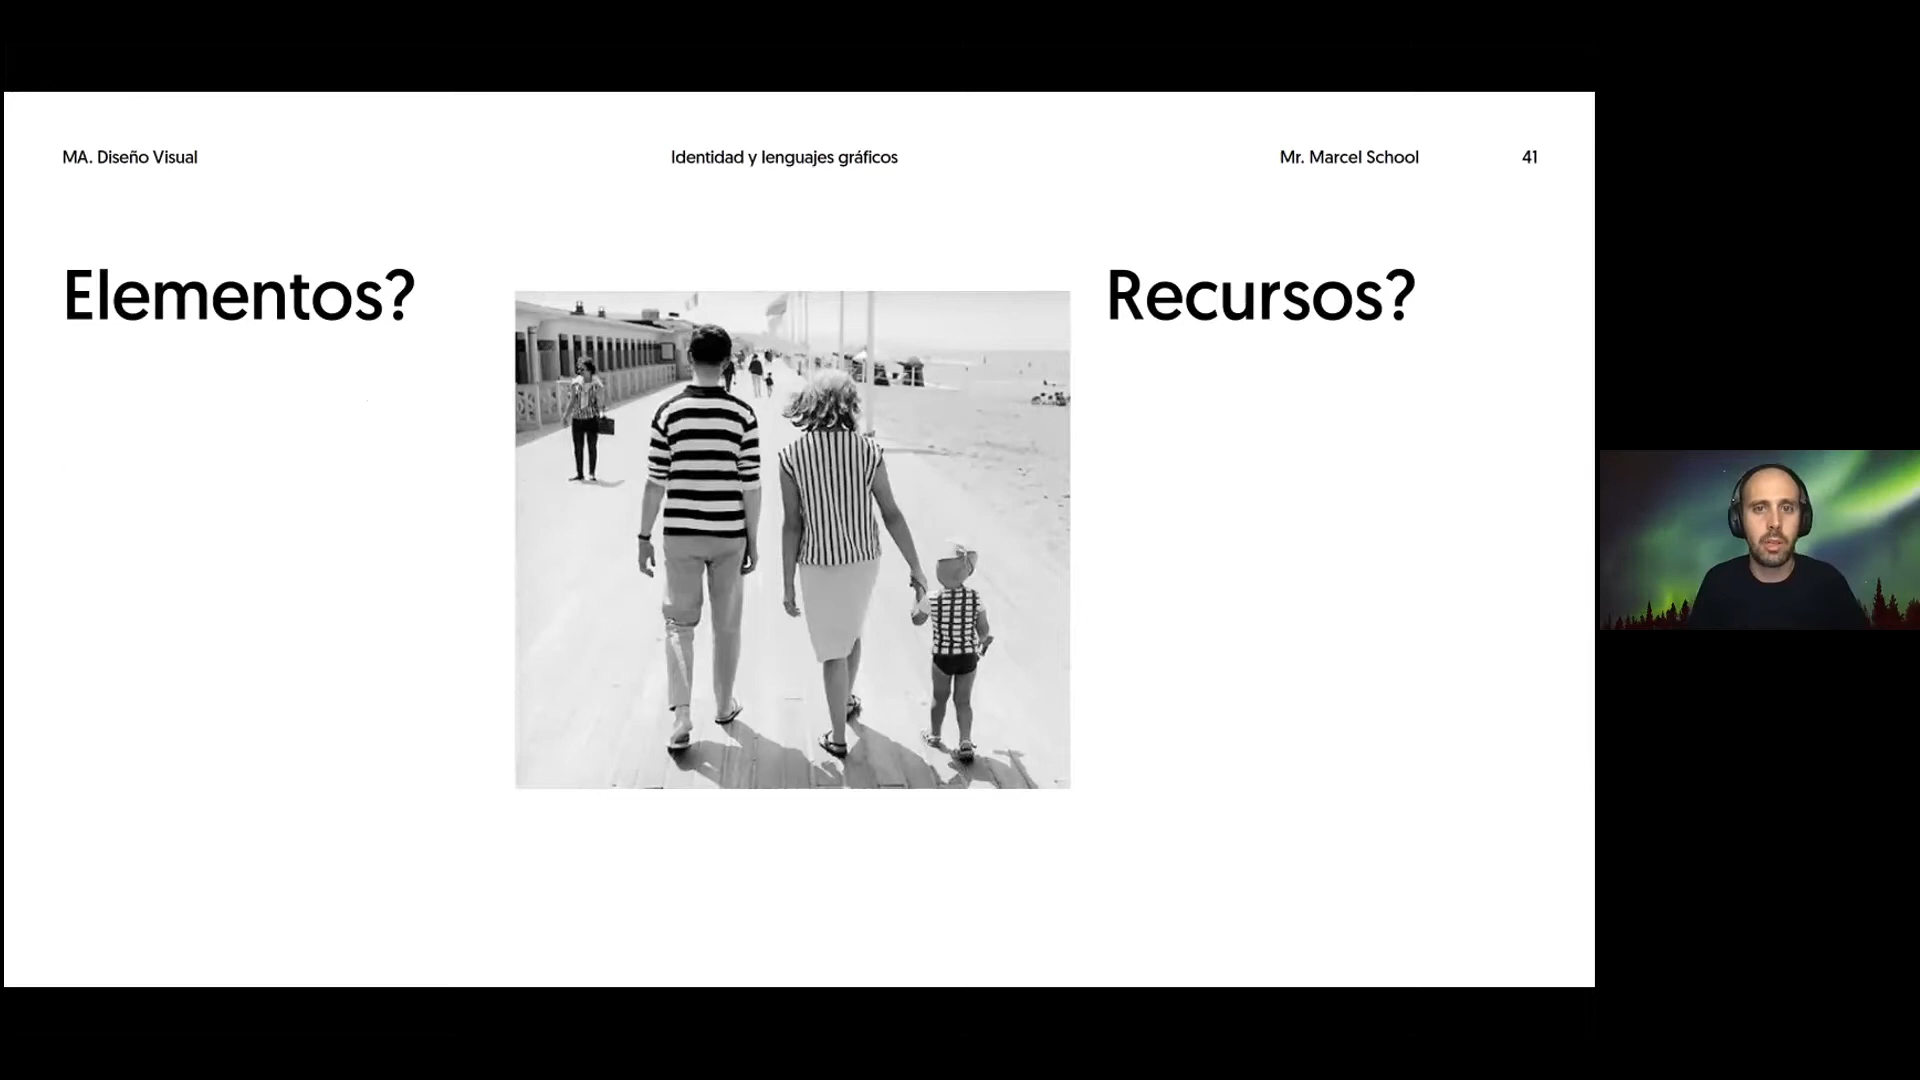 MA. Diseño Visual
Identidad y lenguajes gráficos
Mr. Marcel School
41
Elementos?
Recursos?